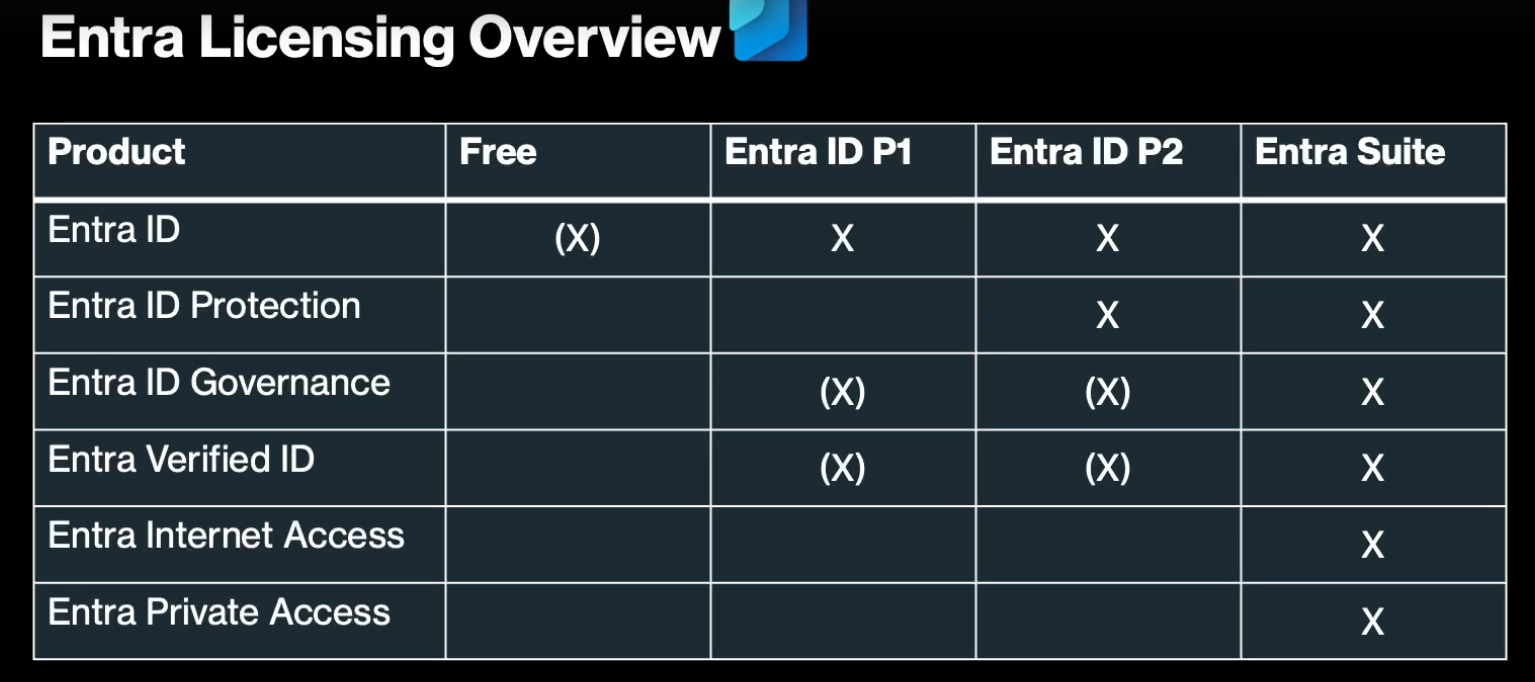 Entra Licensing Overview
Product Free Entra ID P1 Entra ID P2 Entra Suite
Entra ID (X) X X X
Entra ID Protection X X
Entra ID Governance (X) (X) X
Entra Verified ID (X) (X) X
Entra Internet Access X
Entra Private Access X